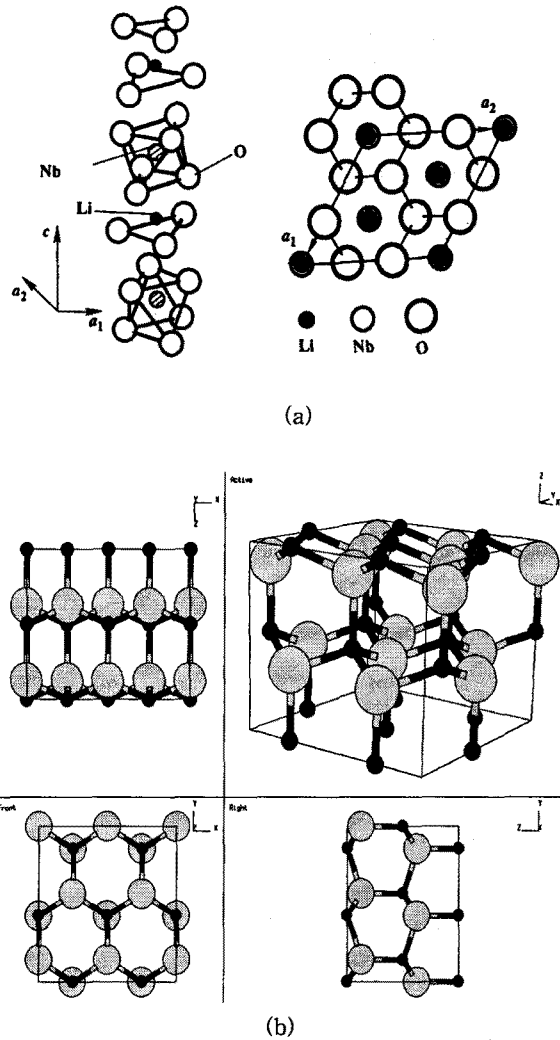 Nb
O
Li
c
a2
a1
a2
a1
Li Nb O
(a)
Y X
Z
Active
Z
Y X
Front
Y
X
Right
Y
Z
(b)